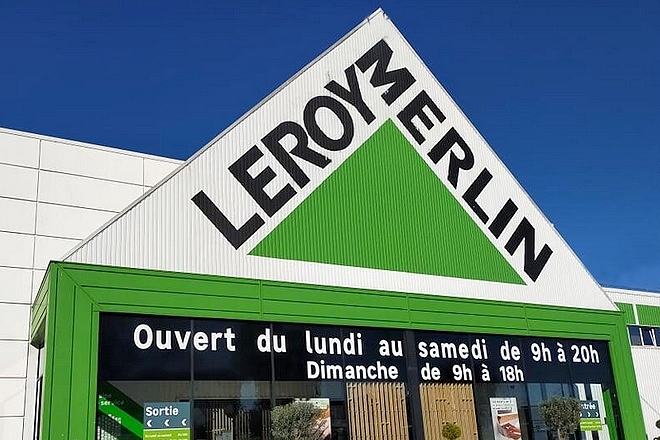 LEROY MERLIN
Ouvert du lundi au samedi de 9h à 20h
Dimanche de 9h à 18h
Sortie